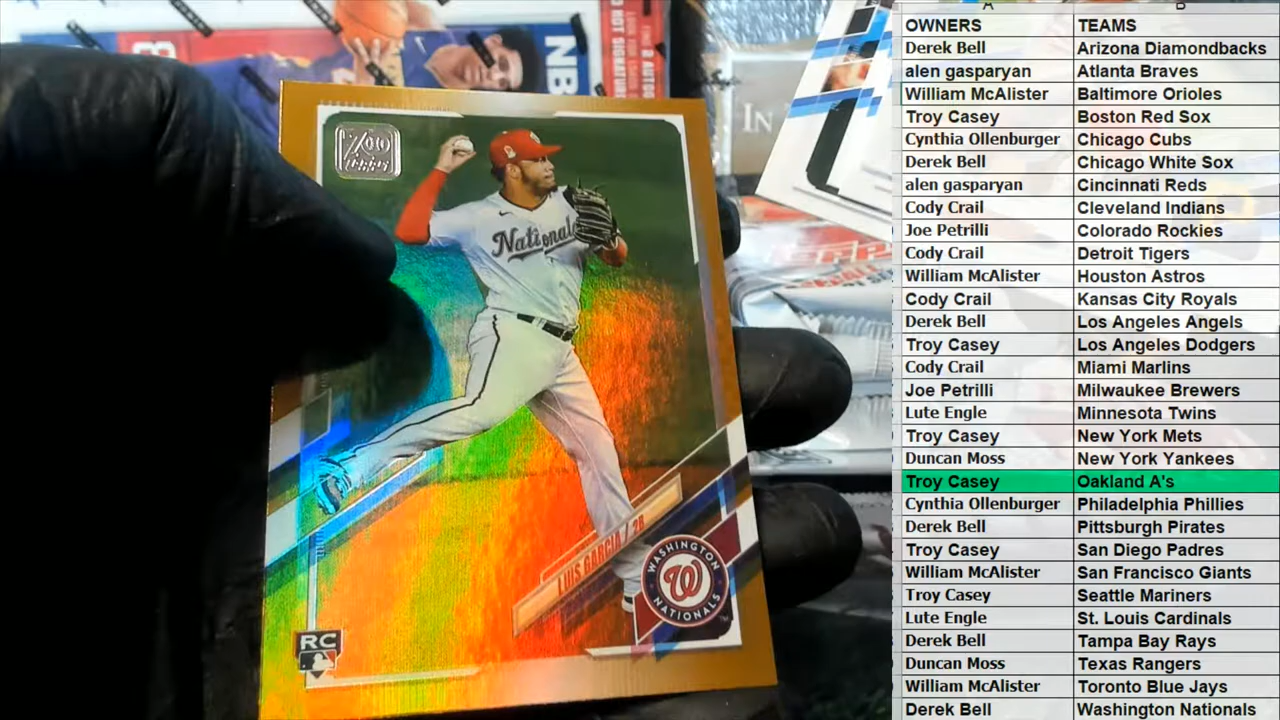 OWNERS TEAMS
Derek Bell Arizona Diamondbacks
alen gasparyan Atlanta Braves
William McAlister Baltimore Orioles
Troy Casey Boston Red Sox
Cynthia Ollenburger Chicago Cubs
Derek Bell Chicago White Sox
alen gasparyan Cincinnati Reds
Cody Crail Cleveland Indians
Joe Petrilli Colorado Rockies
Cody Crail Detroit Tigers
William McAlister Houston Astros
Cody Crail Kansas City Royals
Derek Bell Los Angeles Angels
Troy Casey Los Angeles Dodgers
Cody Crail Miami Marlins
Joe Petrilli Milwaukee Brewers
Lute Engle Minnesota Twins
Troy Casey New York Mets
Duncan Moss New York Yankees
Troy Casey Oakland A's
Cynthia Ollenburger Philadelphia Phillies
Derek Bell Pittsburgh Pirates
Troy Casey San Diego Padres
William McAlister San Francisco Giants
Troy Casey Seattle Mariners
Lute Engle St. Louis Cardinals
Derek Bell Tampa Bay Rays
Duncan Moss Texas Rangers
William McAlister Toronto Blue Jays
Derek Bell Washington Nationals
NB
IN
70
topps
Nationals
LUIS GARCIA / 2B
WASHINGTON
W
NATIONALS
TM
RC
A
B